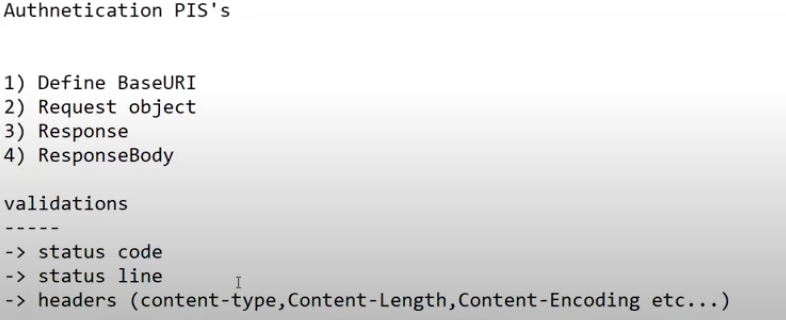 Authnetication PIS's
1) Define BaseURI
2) Request object
3) Response
4) ResponseBody
validations
-----
-> status code
-> status line
-> headers (content-type,Content-Length,Content-Encoding etc...)